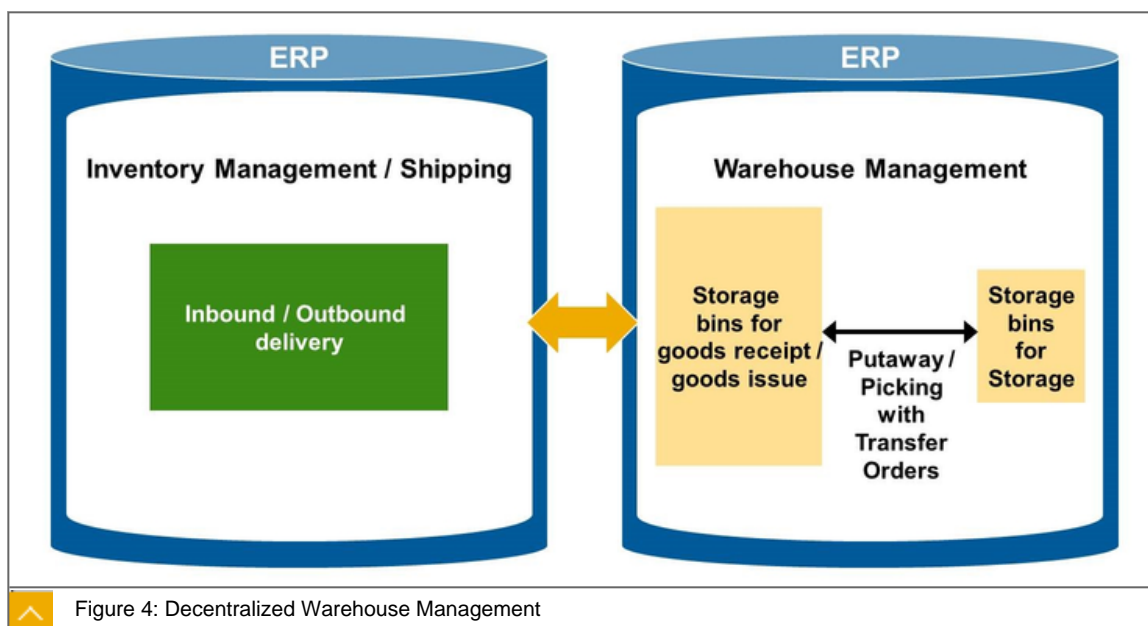 ERP
Inventory Management / Shipping
Inbound / Outbound
delivery
ERP
Warehouse Management
Storage
bins for
goods receipt /
goods issue
Putaway /
Picking
with
Transfer
Orders
Storage
bins
for
Storage
Figure 4: Decentralized Warehouse Management